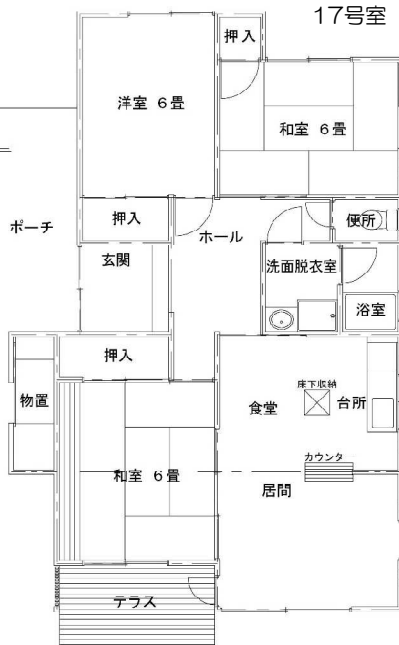 17号室
押入
洋室 6畳
和室 6畳
押入
便所
ポーチ
ホール
玄関
洗面脱衣室
浴室
押入
物置
床下収納
食堂
台所
カウンタ
和室 6畳
居間
テラス